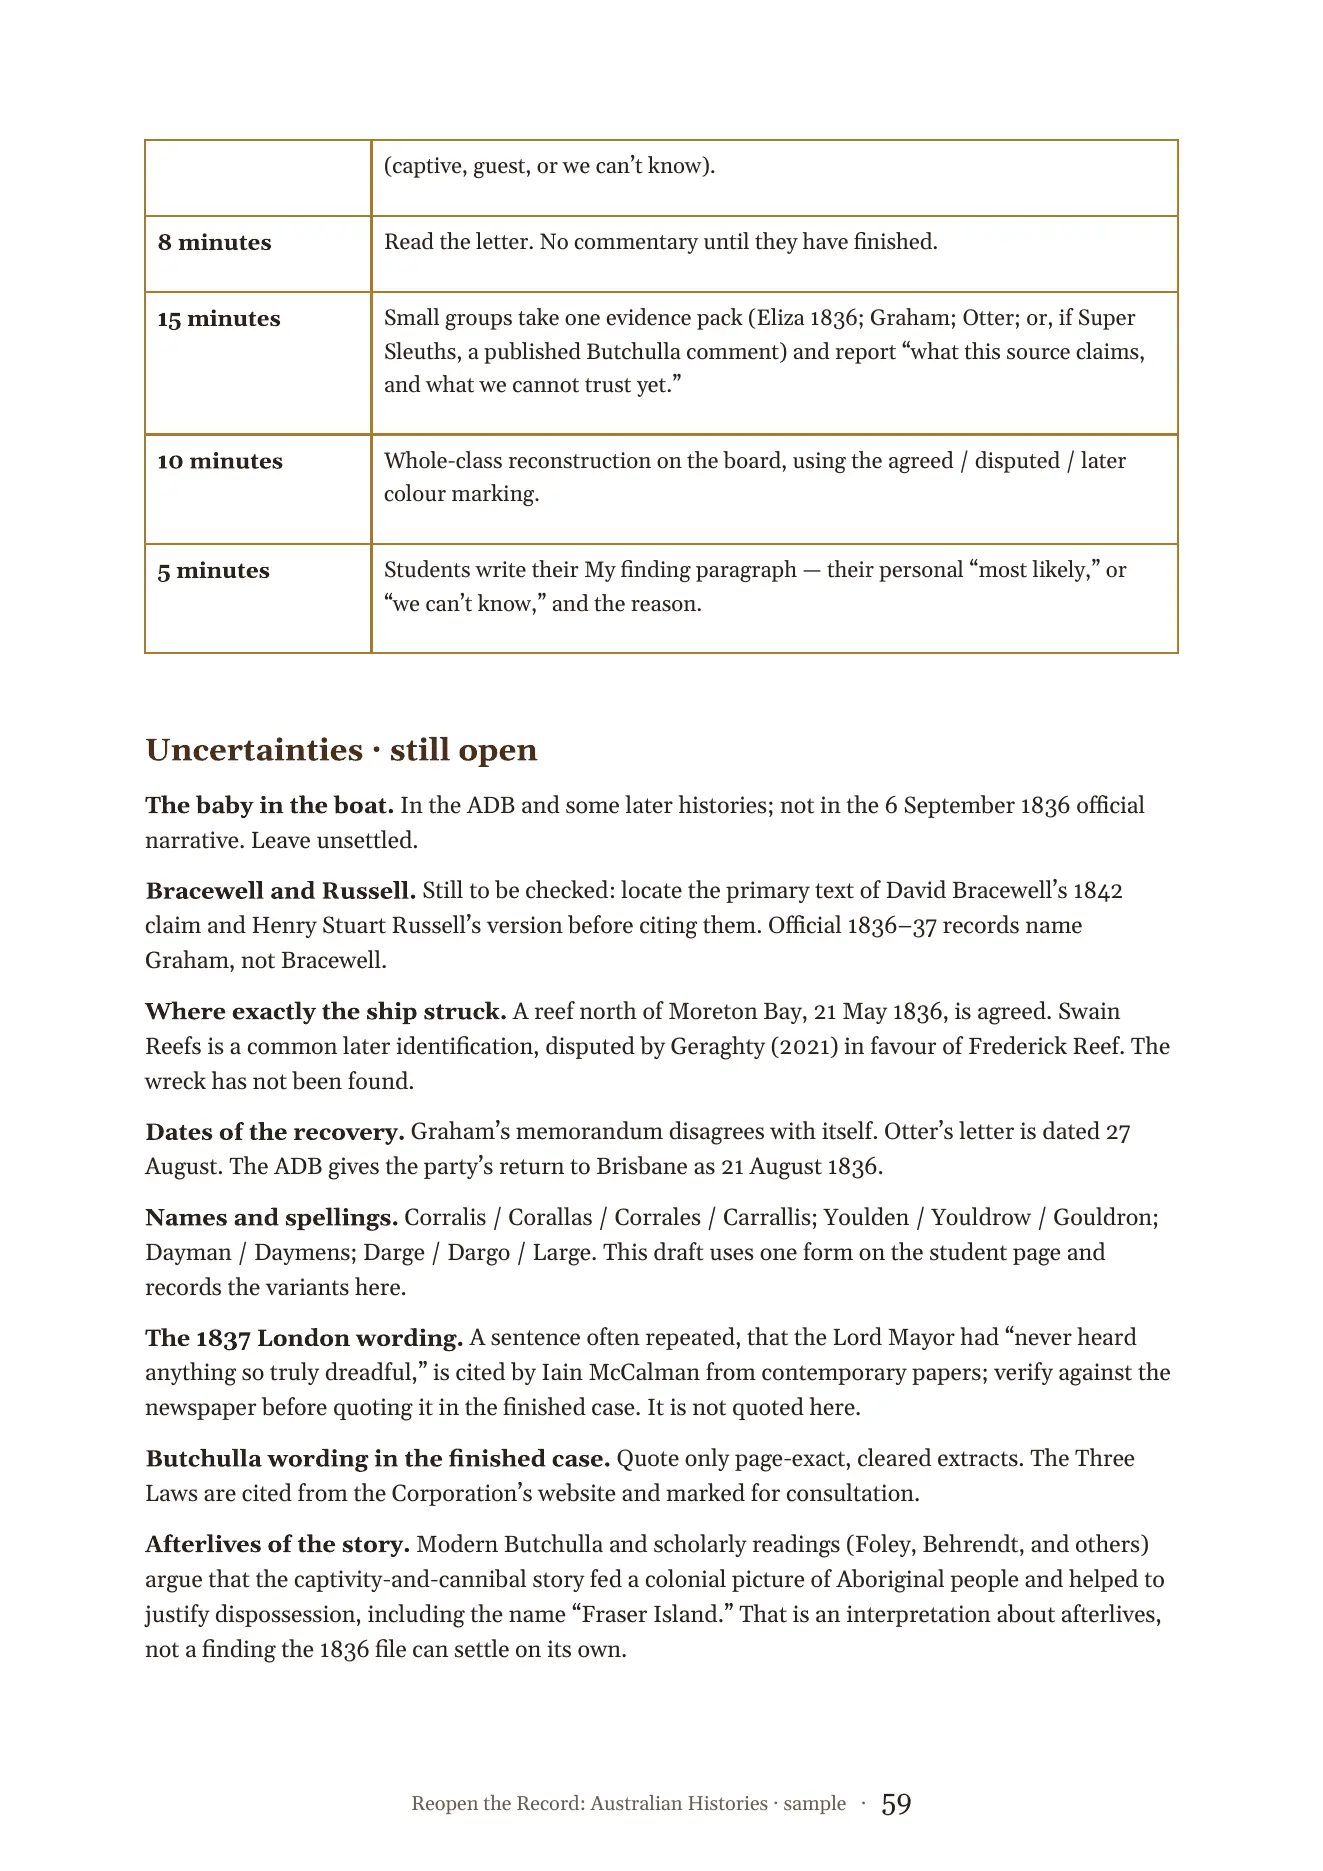 (captive, guest, or we can’t know).
8 minutes
Read the letter. No commentary until they have finished.
15 minutes
Small groups take one evidence pack (Eliza 1836; Graham; Otter; or, if Super
Sleuths, a published Butchulla comment) and report “what this source claims,
and what we cannot trust yet.”
10 minutes
Whole-class reconstruction on the board, using the agreed / disputed / later
colour marking.
5 minutes
Students write their My finding paragraph — their personal “most likely,” or
“we can’t know,” and the reason.
Uncertainties · still open
The baby in the boat. In the ADB and some later histories; not in the 6 September 1836 official
narrative. Leave unsettled.
Bracewell and Russell. Still to be checked: locate the primary text of David Bracewell’s 1842
claim and Henry Stuart Russell’s version before citing them. Official 1836–37 records name
Graham, not Bracewell.
Where exactly the ship struck. A reef north of Moreton Bay, 21 May 1836, is agreed. Swain
Reefs is a common later identification, disputed by Geraghty (2021) in favour of Frederick Reef. The
wreck has not been found.
Dates of the recovery. Graham’s memorandum disagrees with itself. Otter’s letter is dated 27
August. The ADB gives the party’s return to Brisbane as 21 August 1836.
Names and spellings. Corralis / Corallas / Corrales / Carrallis; Youlden / Youldrow / Gouldron;
Dayman / Daymens; Darge / Dargo / Large. This draft uses one form on the student page and
records the variants here.
The 1837 London wording. A sentence often repeated, that the Lord Mayor had “never heard
anything so truly dreadful,” is cited by Iain McCalman from contemporary papers; verify against the
newspaper before quoting it in the finished case. It is not quoted here.
Butchulla wording in the finished case. Quote only page-exact, cleared extracts. The Three
Laws are cited from the Corporation’s website and marked for consultation.
Afterlives of the story. Modern Butchulla and scholarly readings (Foley, Behrendt, and others)
argue that the captivity-and-cannibal story fed a colonial picture of Aboriginal people and helped to
justify dispossession, including the name “Fraser Island.” That is an interpretation about afterlives,
not a finding the 1836 file can settle on its own.
Reopen the Record: Australian Histories · sample · 59